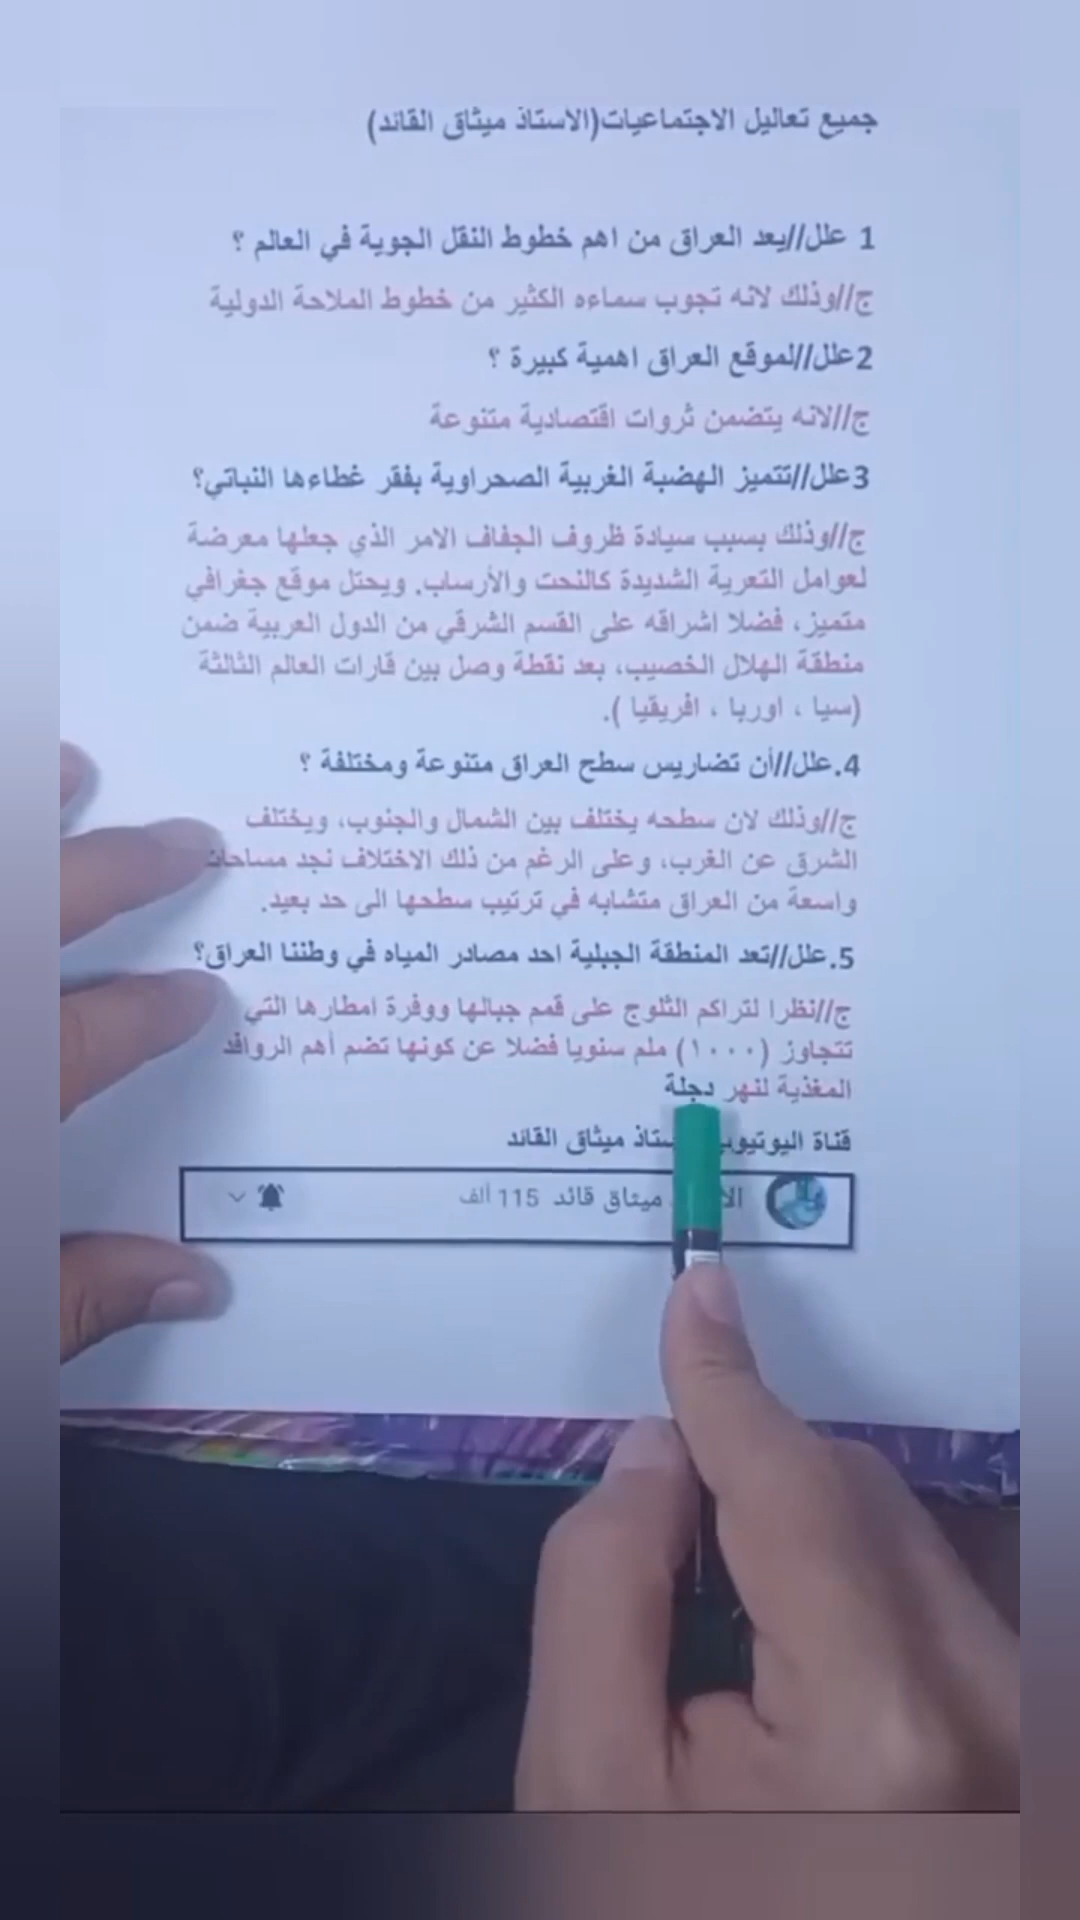 جميع تعاليل الاجتماعيات(الاستاذ ميثاق القائد)
1 علل//يعد العراق من اهم خطوط النقل الجوية في العالم ؟
ج//وذلك لانه تجوب سماءه الكثير من خطوط الملاحة الدولية
2علل//لموقع العراق اهمية كبيرة ؟
ج//لانه يتضمن ثروات اقتصادية متنوعة
3علل//تتميز الهضبة الغربية الصحراوية بفقر غطاءها النباتي؟
ج//وذلك بسبب سيادة ظروف الجفاف الامر الذي جعلها معرضة
لعوامل التعرية الشديدة كالنحت والأرساب. ويحتل موقع جغرافي
متميز، فضلا اشراقه على القسم الشرقي من الدول العربية ضمن
منطقة الهلال الخصيب، بعد نقطة وصل بين قارات العالم الثالثة
(سيا ، اوربا ، افريقيا ).
4.علل//أن تضاريس سطح العراق متنوعة ومختلفة ؟
ج//وذلك لان سطحه يختلف بين الشمال والجنوب، ويختلف
الشرق عن الغرب، وعلى الرغم من ذلك الاختلاف نجد مساحات
واسعة من العراق متشابه في ترتيب سطحها الى حد بعيد.
5.علل//تعد المنطقة الجبلية احد مصادر المياه في وطننا العراق؟
ج//نظرا لتراكم الثلوج على قمم جبالها ووفرة امطارها التي
تتجاوز (١٠٠٠) ملم سنويا فضلا عن كونها تضم أهم الروافد
المغذية لنهر دجلة
قناة اليوتيوب ميثاق القائد
ميثاق قائد 115 ألف